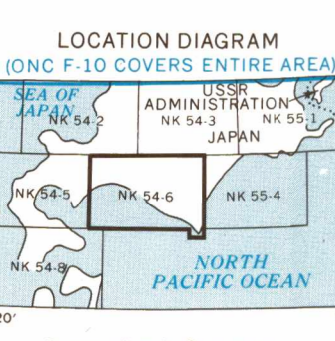 LOCATION DIAGRAM
(ONC F-10 COVERS ENTIRE AREA)
SEA OF
JAPAN
NK 54-2
USSR
ADMINISTRATION
NK 54-3
NK 55-1
JAPAN
NK 54-5
NK 54-6
NK 55-4
NK 54-8
NORTH
PACIFIC OCEAN
20'